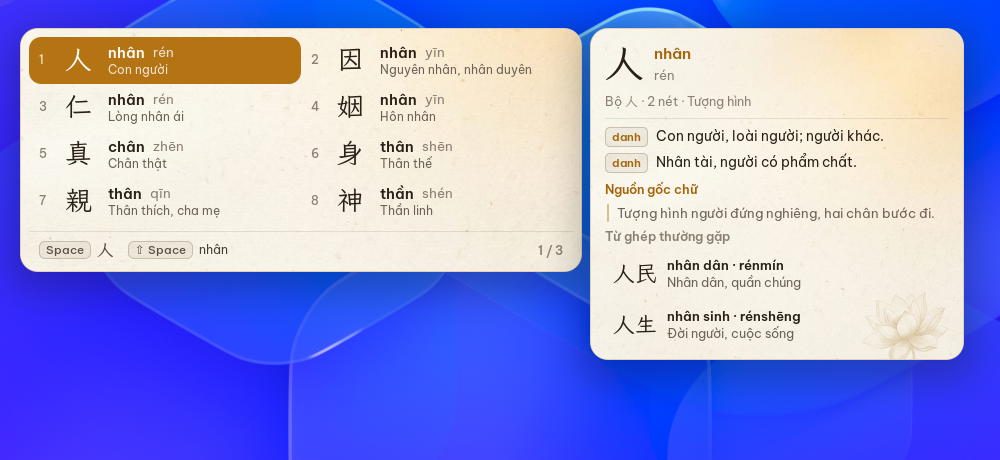 1 人 nhân rén
Con người
2 因 nhân yīn
Nguyên nhân, nhân duyên
3 仁 nhân rén
Lòng nhân ái
4 姻 nhân yīn
Hôn nhân
5 真 chân zhēn
Chân thật
6 身 thân shēn
Thân thế
7 親 thân qīn
Thân thích, cha mẹ
8 神 thần shén
Thần linh
Space 人 ⇧ Space nhân 1 / 3
人 nhân
rén
Bộ 人 · 2 nét · Tượng hình
danh Con người, loài người; người khác.
danh Nhân tài, người có phẩm chất.
Nguồn gốc chữ
Tượng hình người đứng nghiêng, hai chân bước đi.
Từ ghép thường gặp
人民 nhân dân · rénmín
Nhân dân, quần chúng
人生 nhân sinh · rénshēng
Đời người, cuộc sống